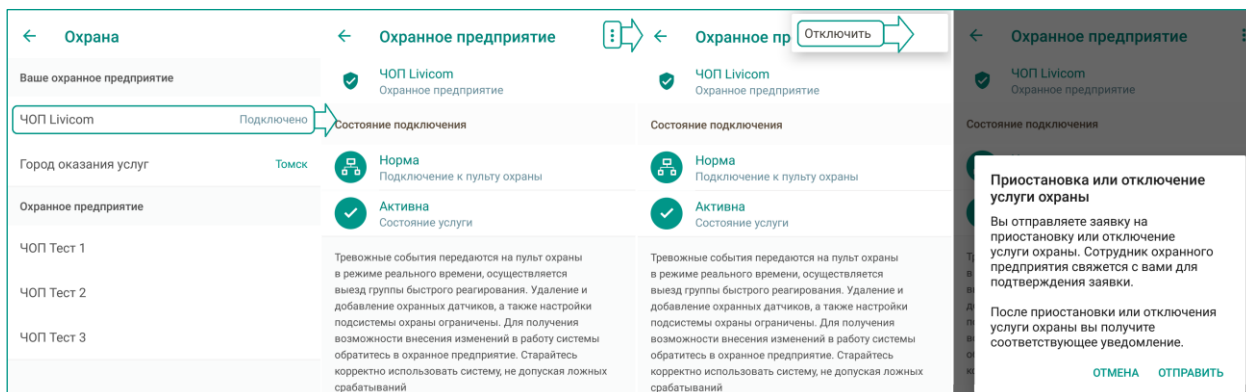 Охрана
Ваше охранное предприятие
ЧОП Livicom Подключено
Город оказания услуг Томск
Охранное предприятие
ЧОП Тест 1
ЧОП Тест 2
ЧОП Тест 3
Охранное предприятие
ЧОП Livicom
Охранное предприятие
Состояние подключения
Норма
Подключение к пульту охраны
Активна
Состояние услуги
Тревожные события передаются на пульт охраны
в режиме реального времени, осуществляется
выезд группы быстрого реагирования. Удаление и
добавление охранных датчиков, а также настройки
подсистемы охраны ограничены. Для получения
возможности внесения изменений в работу системы
обратитесь в охранное предприятие. Старайтесь
корректно использовать систему, не допуская ложных
срабатываний
Охранное пр
Отключить
ЧОП Livicom
Охранное предприятие
Состояние подключения
Норма
Подключение к пульту охраны
Активна
Состояние услуги
Тревожные события передаются на пульт охраны
в режиме реального времени, осуществляется
выезд группы быстрого реагирования. Удаление и
добавление охранных датчиков, а также настройки
подсистемы охраны ограничены. Для получения
возможности внесения изменений в работу системы
обратитесь в охранное предприятие. Старайтесь
корректно использовать систему, не допуская ложных
срабатываний
Охранное предприятие
ЧОП Livicom
Охранное предприятие
Состояние подключения
Приостановка или отключение
услуги охраны
Вы отправляете заявку на
приостановку или отключение
услуги охраны. Сотрудник охранного
предприятия свяжется с вами для
подтверждения заявки.
После приостановки или отключения
услуги охраны вы получите
соответствующее уведомление.
ОТМЕНА ОТПРАВИТЬ